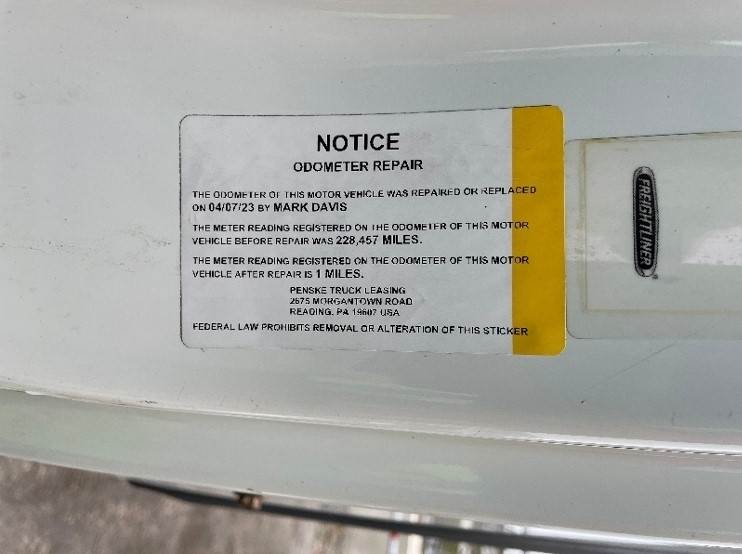 NOTICE
ODOMETER REPAIR
THE ODOMETER OF THIS MOTOR VEHICLE WAS REPAIRED OR REPLACED
ON 04/07/23 BY MARK DAVIS
THE METER READING REGISTERED ON THE ODOMETER OF THIS MOTOR
VEHICLE BEFORE REPAIR WAS 228,457 MILES.
THE METER READING REGISTERED ON THE ODOMETER OF THIS MOTOR
VEHICLE AFTER REPAIR IS 1 MILES.
PENSKE TRUCK LEASING
2675 MORGANTOWN ROAD
READING, PA 19607 USA
FEDERAL LAW PROHIBITS REMOVAL OR ALTERATION OF THIS STICKER
FREIGHTLINER